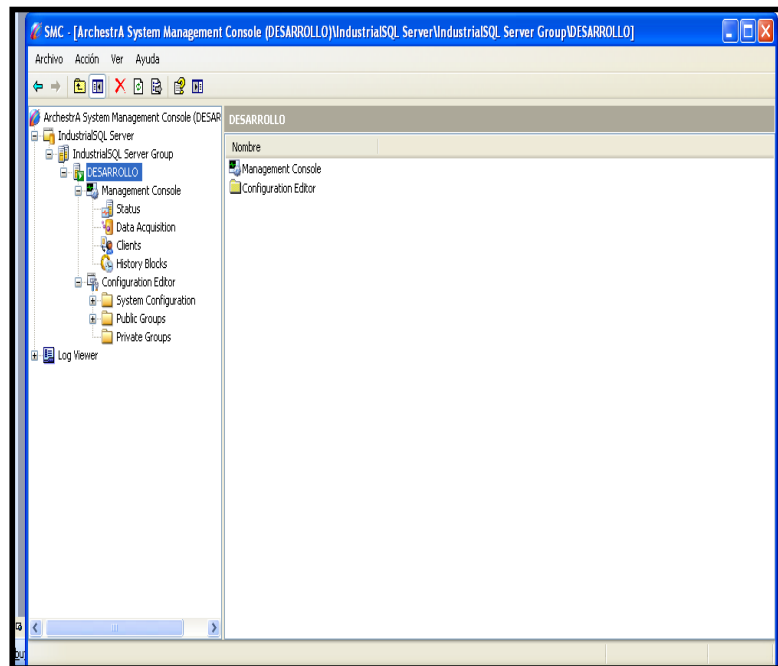 SMC - [ArchestrA System Management Console (DESARROLLO)\IndustrialSQL Server\IndustrialSQL Server Group\DESARROLLO]
Archivo Acción Ver Ayuda
ArchestrA System Management Console (DESAR
IndustrialSQL Server
IndustrialSQL Server Group
DESARROLLO
Management Console
Status
Data Acquisition
Clients
History Blocks
Configuration Editor
System Configuration
Public Groups
Private Groups
Log Viewer
DESARROLLO
Nombre
Management Console
Configuration Editor